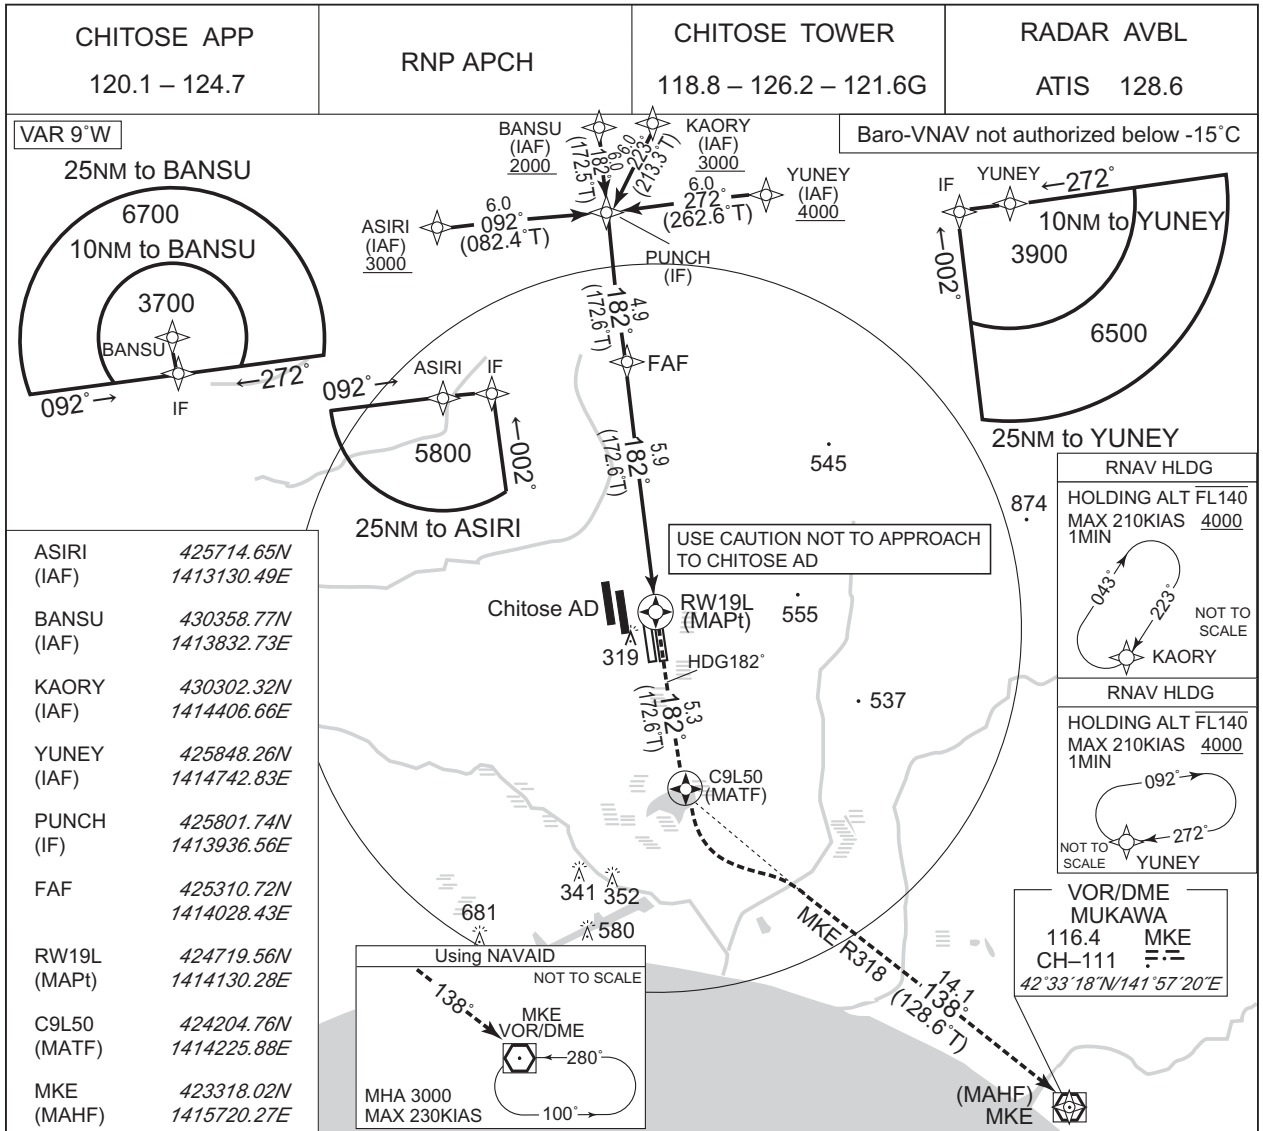 CHITOSE APP
120.1 – 124.7
RNP APCH
CHITOSE TOWER
118.8 – 126.2 – 121.6G
RADAR AVBL
ATIS 128.6
VAR 9°W
Baro-VNAV not authorized below -15°C
25NM to BANSU
6700
10NM to BANSU
3700
BANSU
IF
092°
272°
BANSU
(IAF)
2000
6.0
182°
(172.5°T)
KAORY
(IAF)
3000
6.0
223°
(213.3°T)
YUNEY
(IAF)
4000
6.0
272°
(262.6°T)
ASIRI
(IAF)
3000
6.0
092°
(082.4°T)
PUNCH
(IF)
IF
YUNEY
272°
10NM to YUNEY
3900
002°
6500
25NM to YUNEY
4.9
182°
(172.6°T)
FAF
092°
ASIRI
IF
5800
002°
25NM to ASIRI
5.9
182°
(172.6°T)
545
874
USE CAUTION NOT TO APPROACH
TO CHITOSE AD
Chitose AD
RW19L
(MAPt)
555
319
HDG182°
537
5.3
182°
(172.6°T)
C9L50
(MATF)
341
352
681
580
MKE R318
14.1
138°
(128.6°T)
(MAHF)
MKE
RNAV HLDG
HOLDING ALT FL140
MAX 210KIAS 4000
1MIN
043°
223°
NOT TO
SCALE
KAORY
RNAV HLDG
HOLDING ALT FL140
MAX 210KIAS 4000
1MIN
092°
272°
NOT TO
SCALE
YUNEY
VOR/DME
MUKAWA
116.4 MKE
CH–111
42°33´18˝N/141°57´20˝E
Using NAVAID
NOT TO SCALE
138°
MKE
VOR/DME
280°
100°
MHA 3000
MAX 230KIAS
ASIRI 425714.65N
(IAF) 1413130.49E
BANSU 430358.77N
(IAF) 1413832.73E
KAORY 430302.32N
(IAF) 1414406.66E
YUNEY 425848.26N
(IAF) 1414742.83E
PUNCH 425801.74N
(IF) 1413936.56E
FAF 425310.72N
1414028.43E
RW19L 424719.56N
(MAPt) 1414130.28E
C9L50 424204.76N
(MATF) 1414225.88E
MKE 423318.02N
(MAHF) 1415720.27E